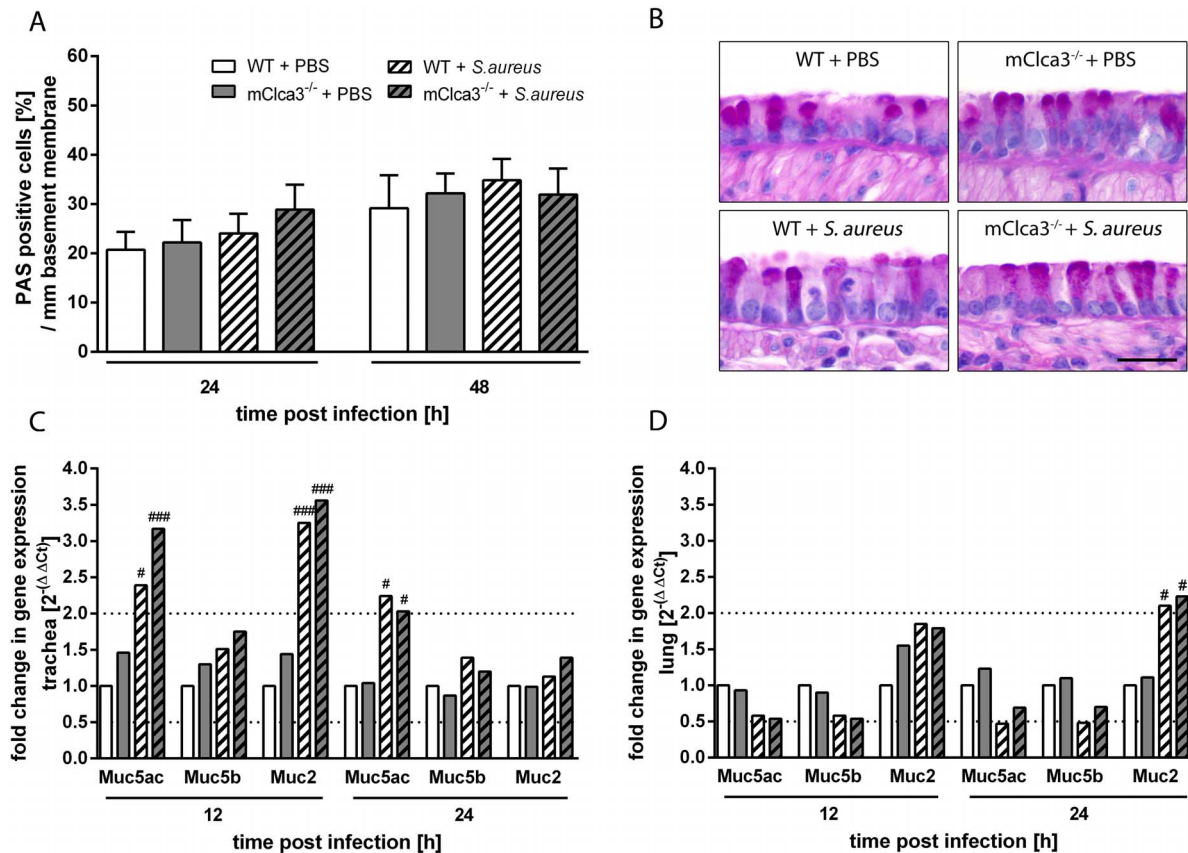 A
PAS positive cells [%]
/ mm basement membrane
60
50
40
30
20
10
0
WT + PBS
WT + S.aureus
mClca3-/- + PBS
mClca3-/- + S.aureus
24
48
time post infection [h]
B
WT + PBS
mClca3-/- + PBS
WT + S. aureus
mClca3-/- + S. aureus
C
fold change in gene expression
trachea [2-(Δ ΔCt)]
4.0
3.5
3.0
2.5
2.0
1.5
1.0
0.5
0.0
#
###
###
###
#
#
Muc5ac
Muc5b
Muc2
Muc5ac
Muc5b
Muc2
12
24
time post infection [h]
D
fold change in gene expression
lung [2-(Δ ΔCt)]
4.0
3.5
3.0
2.5
2.0
1.5
1.0
0.5
0.0
#
#
Muc5ac
Muc5b
Muc2
Muc5ac
Muc5b
Muc2
12
24
time post infection [h]